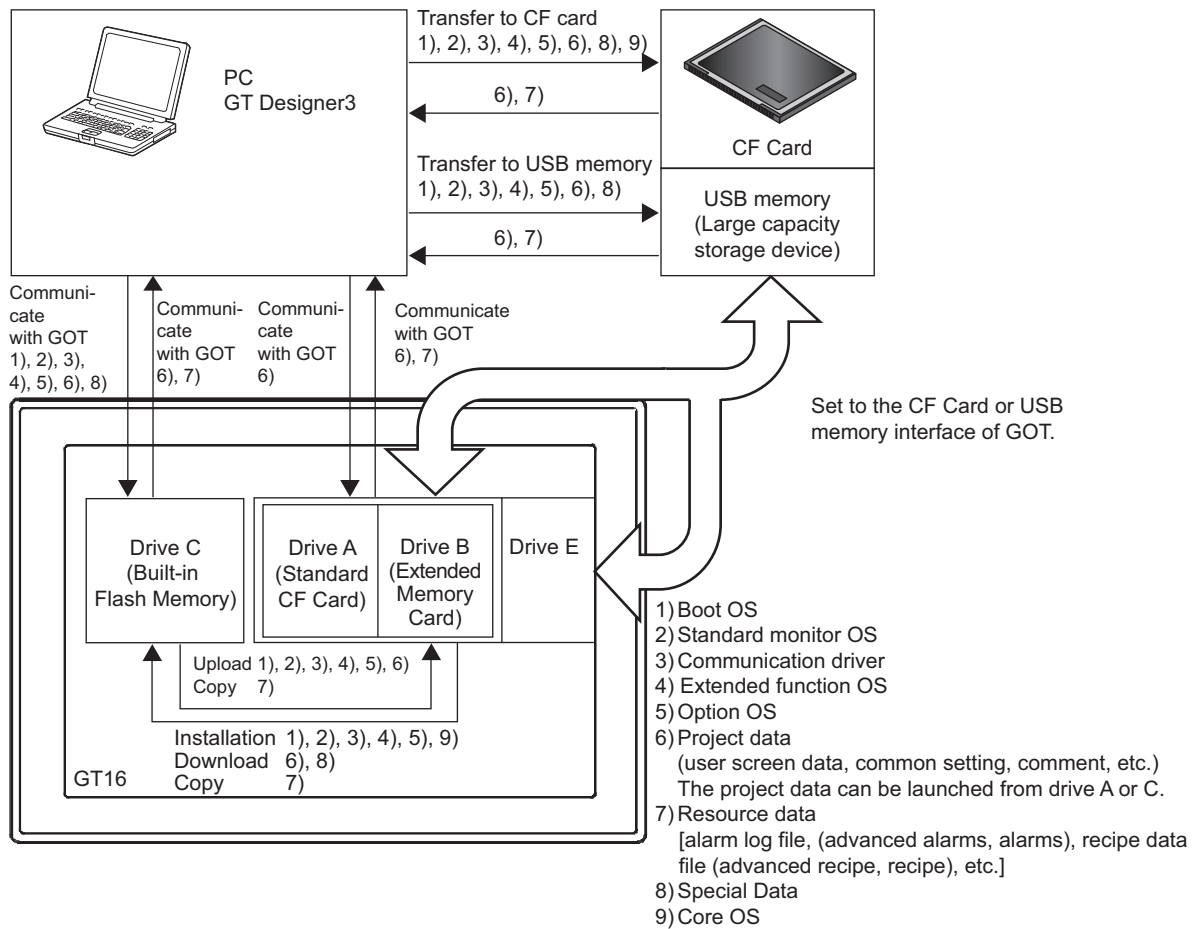 PC
GT Designer3
Transfer to CF card
1), 2), 3), 4), 5), 6), 8), 9)
6), 7)
CF Card
Transfer to USB memory
1), 2), 3), 4), 5), 6), 8)
6), 7)
USB memory
(Large capacity
storage device)
Communi-
cate
with GOT
1), 2), 3),
4), 5), 6), 8)
Communi-
cate
with GOT
6), 7)
Communi-
cate
with GOT
6)
Communicate
with GOT
6), 7)
Set to the CF Card or USB
memory interface of GOT.
Drive C
(Built-in
Flash Memory)
Drive A
(Standard
CF Card)
Drive B
(Extended
Memory
Card)
Drive E
Upload 1), 2), 3), 4), 5), 6)
Copy 7)
Installation 1), 2), 3), 4), 5), 9)
Download 6), 8)
Copy 7)
GT16
1) Boot OS
2) Standard monitor OS
3) Communication driver
4) Extended function OS
5) Option OS
6) Project data
(user screen data, common setting, comment, etc.)
The project data can be launched from drive A or C.
7) Resource data
[alarm log file, (advanced alarms, alarms), recipe data
file (advanced recipe, recipe), etc.]
8) Special Data
9) Core OS